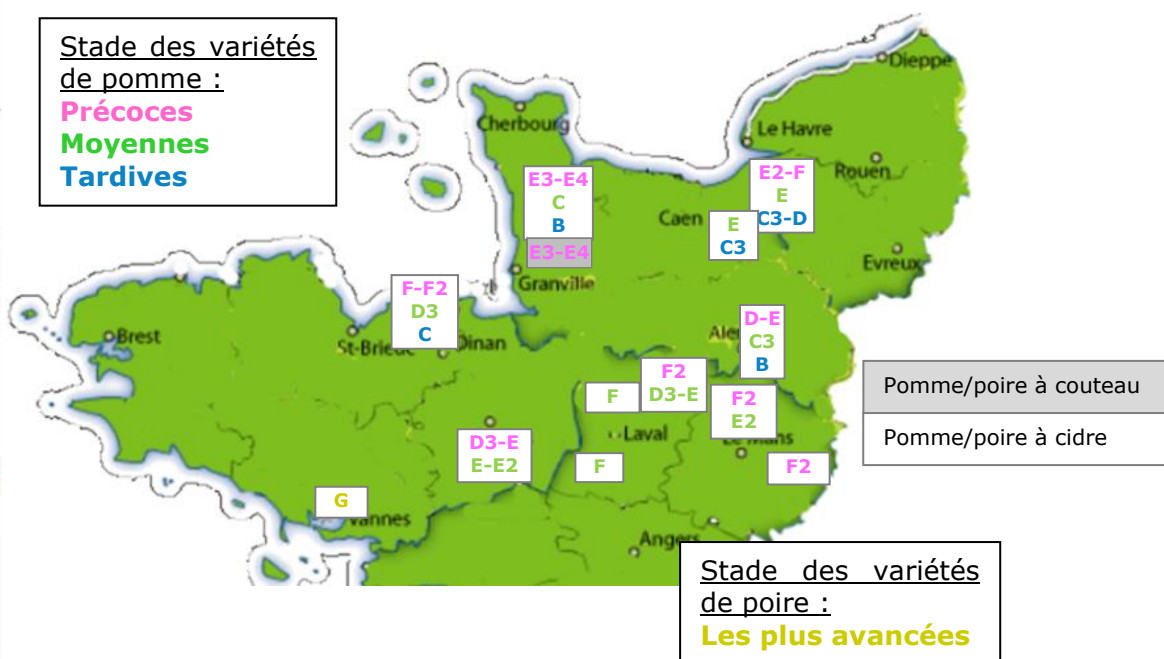 Stade des variétés
de pomme :
Précoces
Moyennes
Tardives
Dieppe
Cherbourg
Le Havre
Rouen
E3-E4
C
B
E3-E4
E2-F
E
C3-D
Caen
E
C3
Evreux
Granville
F-F2
D3
C
Brest
St-Brieuc
Dinan
D-E
C3
B
F2
D3-E
F
F2
E2
Laval
Le Mans
D3-E
E-E2
F
F2
G
Vannes
Angers
Pomme/poire à couteau
Pomme/poire à cidre
Stade des variétés
de poire :
Les plus avancées